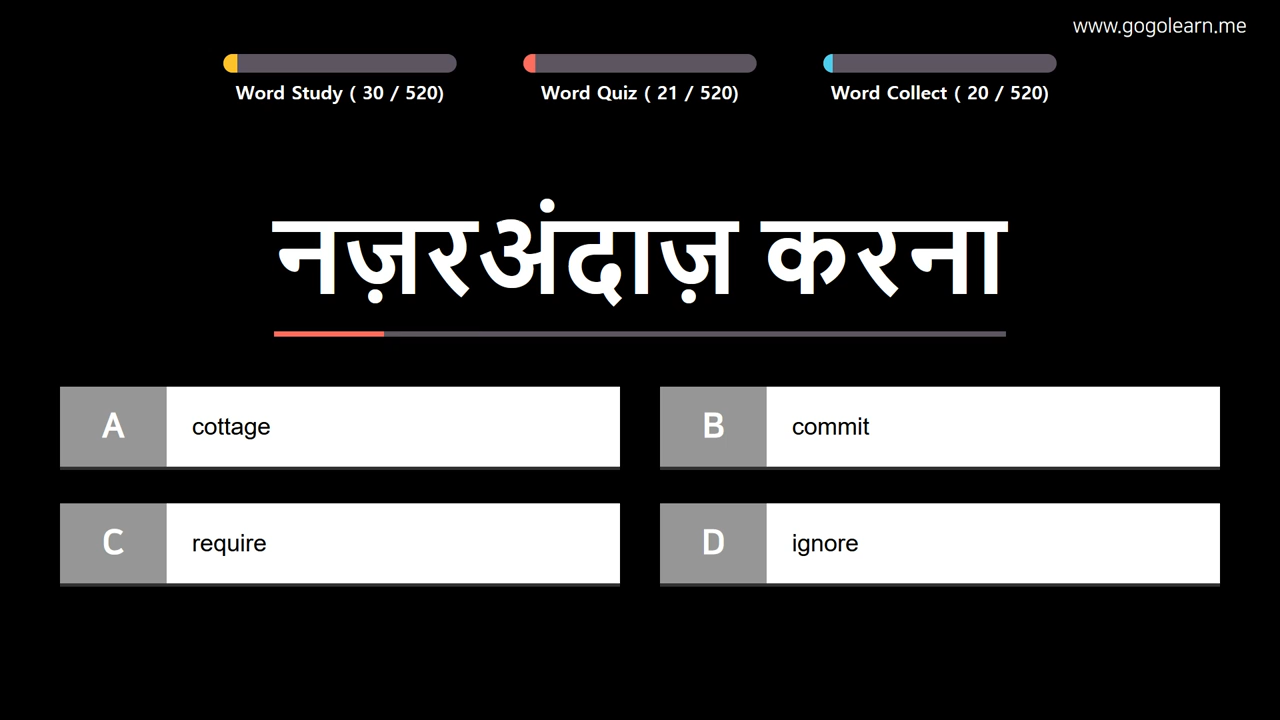 www.gogolearn.me
Word Study ( 30 / 520)
Word Quiz ( 21 / 520)
Word Collect ( 20 / 520)
नज़रअंदाज़ करना
A cottage
B commit
C require
D ignore